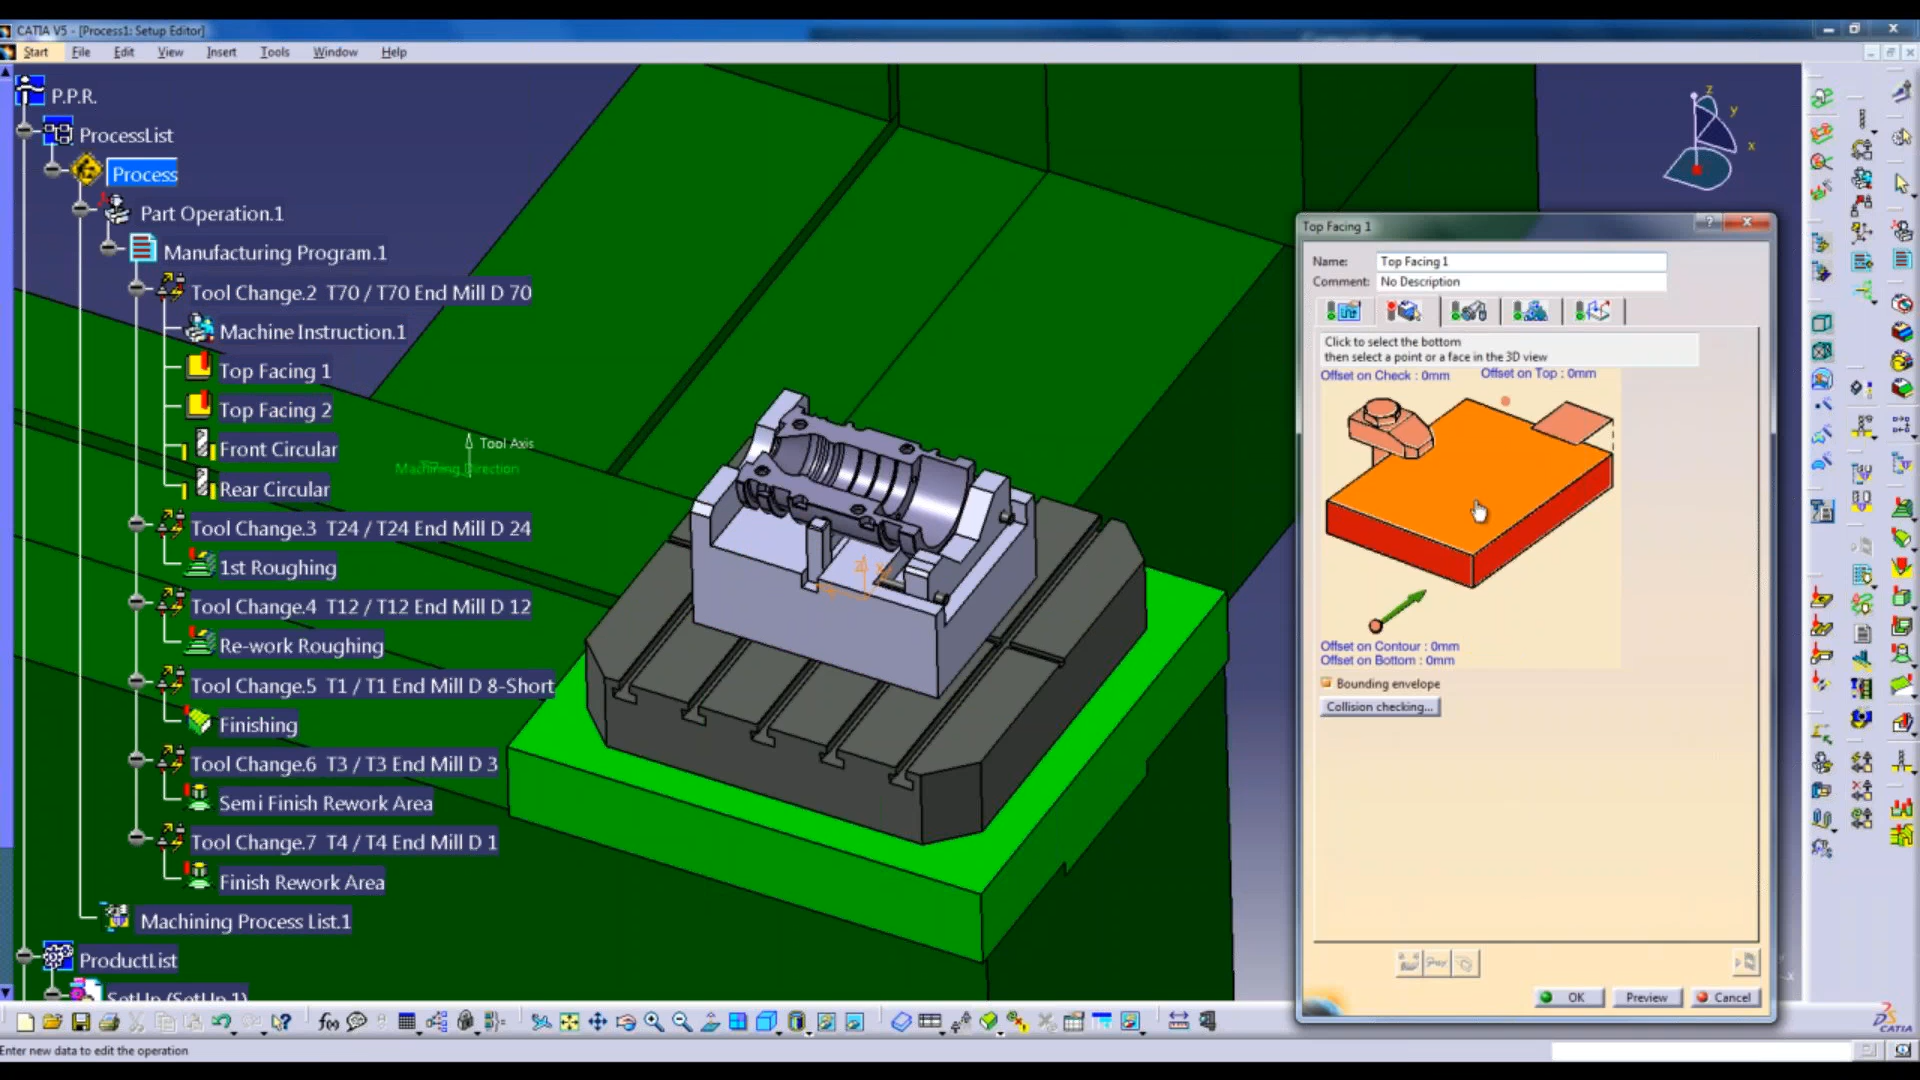 CATIA V5 - [Process1: Setup Editor]
Start File Edit View Insert Tools Window Help
P.P.R.
ProcessList
Process
Part Operation.1
Manufacturing Program.1
Tool Change.2 T70 / T70 End Mill D 70
Machine Instruction.1
Top Facing 1
Top Facing 2
Front Circular
Rear Circular
Tool Change.3 T24 / T24 End Mill D 24
1st Roughing
Tool Change.4 T12 / T12 End Mill D 12
Re-work Roughing
Tool Change.5 T1 / T1 End Mill D 8-Short
Finishing
Tool Change.6 T3 / T3 End Mill D 3
Semi Finish Rework Area
Tool Change.7 T4 / T4 End Mill D 1
Finish Rework Area
Machining Process List.1
ProductList
SetUp (SetUp.1)
Tool Axis
Machining_Direction
z
y
x
Z
X
Top Facing 1
Name: Top Facing 1
Comment: No Description
Click to select the bottom
then select a point or a face in the 3D view
Offset on Check : 0mm Offset on Top : 0mm
Offset on Contour : 0mm
Offset on Bottom : 0mm
Bounding envelope
Collision checking...
OK Preview Cancel
f(x)
Enter new data to edit the operation
CATIA